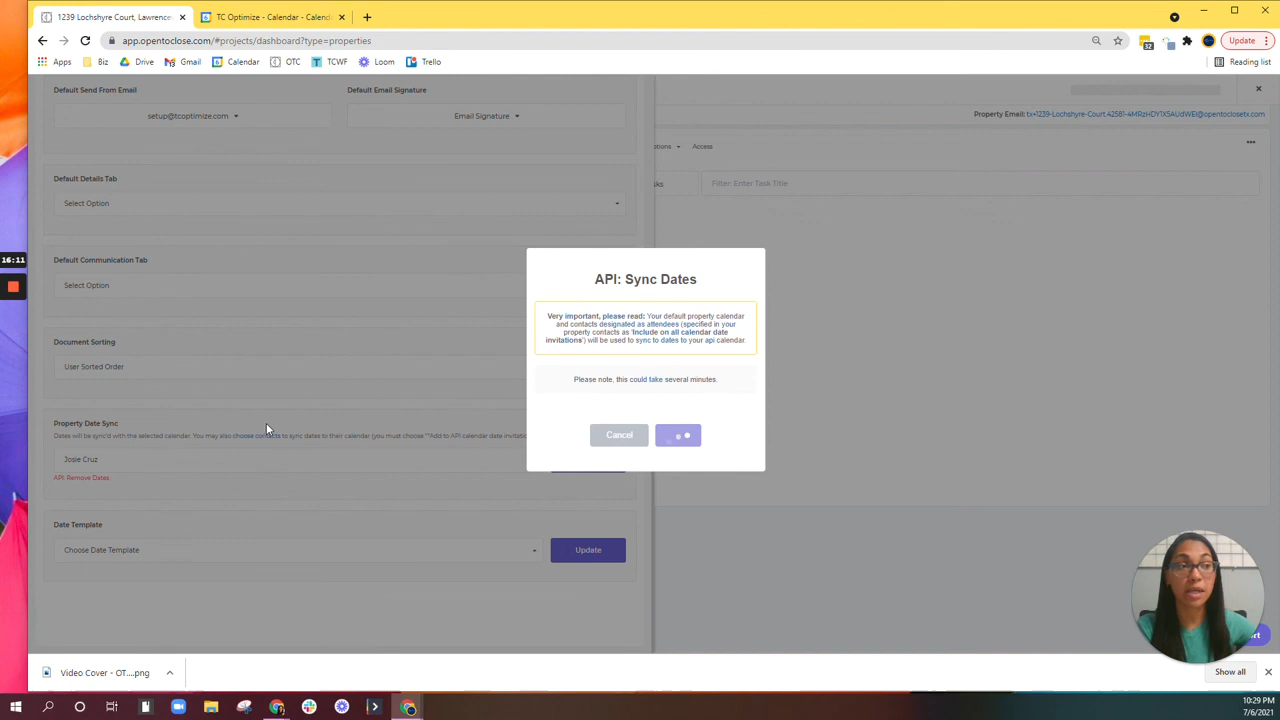 1239 Lochshyre Court, Lawrence
TC Optimize - Calendar - Calend
app.opentoclose.com/#projects/dashboard?type=properties
32
Update
Apps
Biz
Drive
Gmail
Calendar
OTC
TCWF
Loom
Trello
Reading list
Default Send From Email
Default Email Signature
setup@tcoptimize.com
Email Signature
Property Email: tx+1239-Lochshyre-Court.42581-4MRzHDY1X5AUdWEI@opentoclosetx.com
otions
Access
Default Details Tab
Select Option
sks
Filter: Enter Task Title
16:11
Default Communication Tab
Select Option
API: Sync Dates
Very important, please read: Your default property calendar
and contacts designated as attendees (specified in your
property contacts as 'Include on all calendar date
invitations') will be used to sync to dates to your api calendar.
Document Sorting
User Sorted Order
Please note, this could take several minutes.
Property Date Sync
Dates will be sync'd with the selected calendar. You may also choose contacts to sync dates to their calendar (you must choose "Add to API calendar date invitatio
Josie Cruz
API: Remove Dates
Cancel
Date Template
Choose Date Template
Update
rt
Video Cover - OT....png
Show all
10:29 PM
7/6/2021